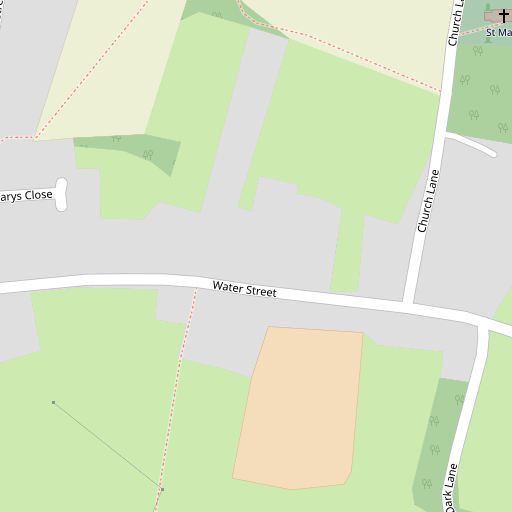 Church La
St Ma
arys Close
Church Lane
Water Street
Dark Lane